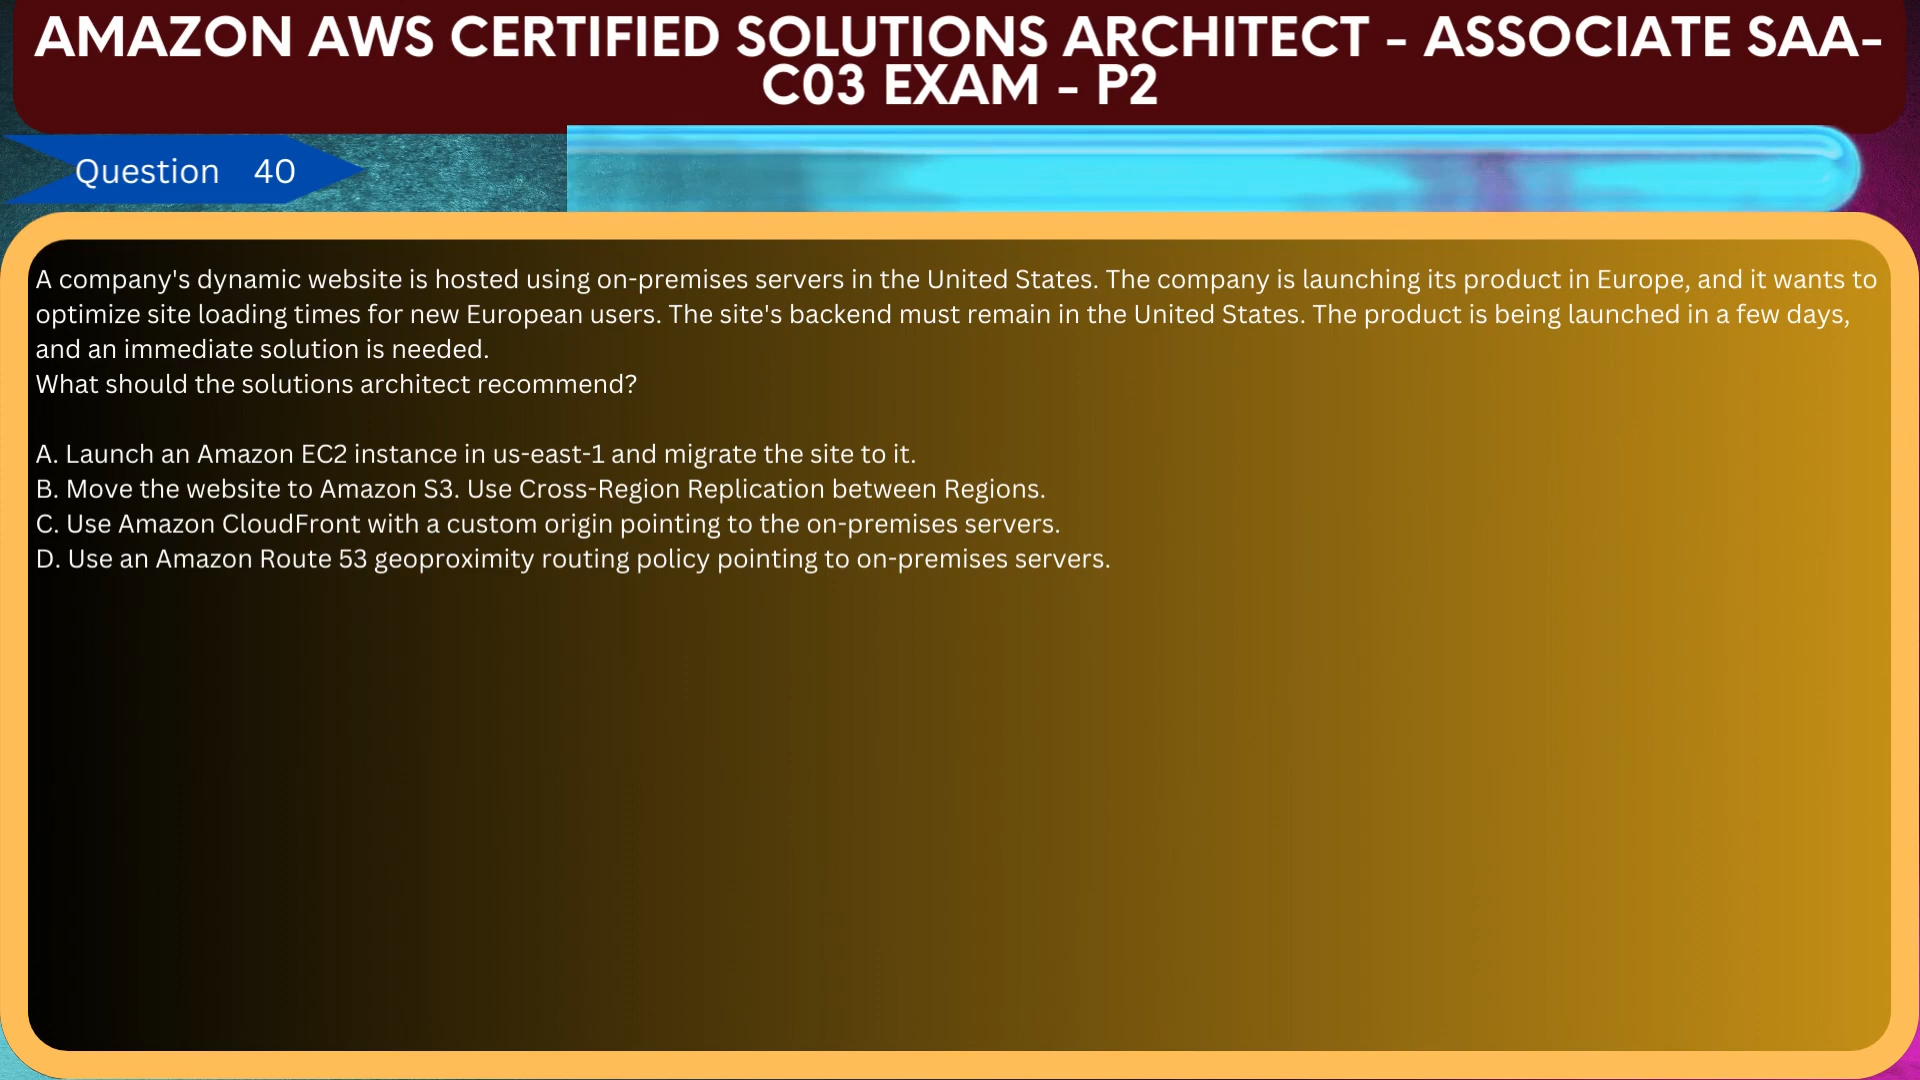 AMAZON AWS CERTIFIED SOLUTIONS ARCHITECT - ASSOCIATE SAA-
C03 EXAM - P2
Question 40
A company's dynamic website is hosted using on-premises servers in the United States. The company is launching its product in Europe, and it wants to
optimize site loading times for new European users. The site's backend must remain in the United States. The product is being launched in a few days,
and an immediate solution is needed.
What should the solutions architect recommend?
A. Launch an Amazon EC2 instance in us-east-1 and migrate the site to it.
B. Move the website to Amazon S3. Use Cross-Region Replication between Regions.
C. Use Amazon CloudFront with a custom origin pointing to the on-premises servers.
D. Use an Amazon Route 53 geoproximity routing policy pointing to on-premises servers.